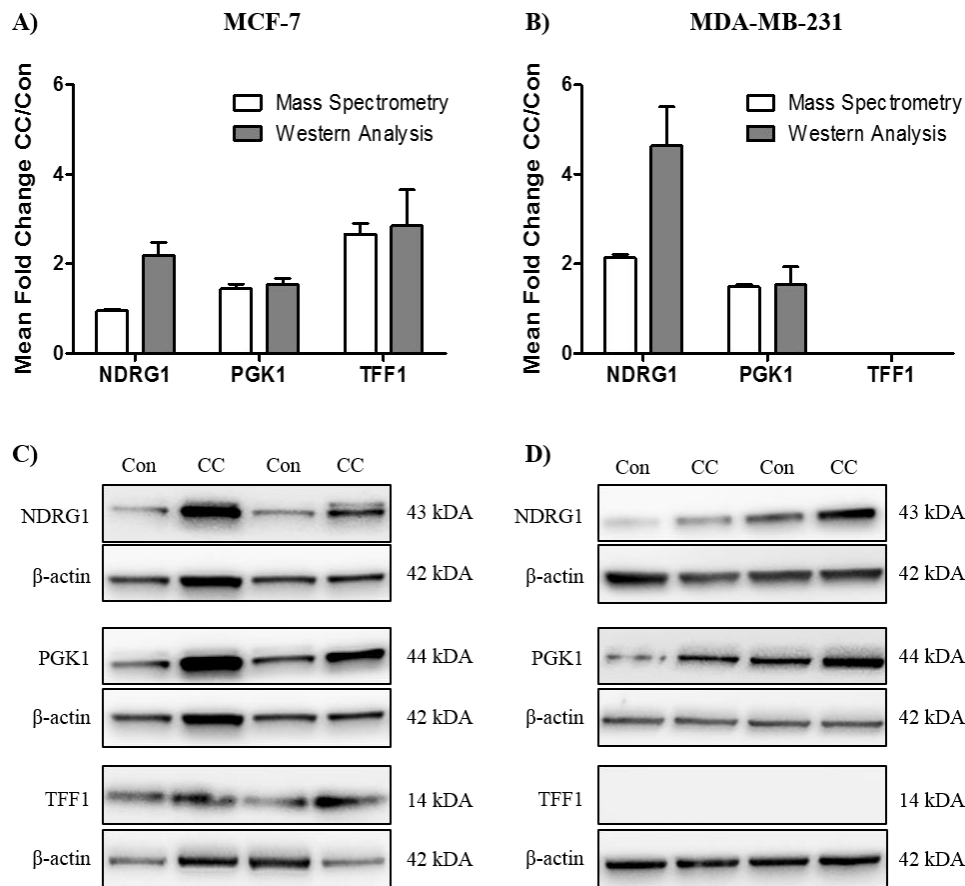 A) MCF-7
Mean Fold Change CC/Con
6
4
2
0
Mass Spectrometry
Western Analysis
NDRG1 PGK1 TFF1
B) MDA-MB-231
Mean Fold Change CC/Con
6
4
2
0
Mass Spectrometry
Western Analysis
NDRG1 PGK1 TFF1
C)
Con CC Con CC
NDRG1 43 kDA
β-actin 42 kDA
PGK1 44 kDA
β-actin 42 kDA
TFF1 14 kDA
β-actin 42 kDA
D)
Con CC Con CC
NDRG1 43 kDA
β-actin 42 kDA
PGK1 44 kDA
β-actin 42 kDA
TFF1 14 kDA
β-actin 42 kDA